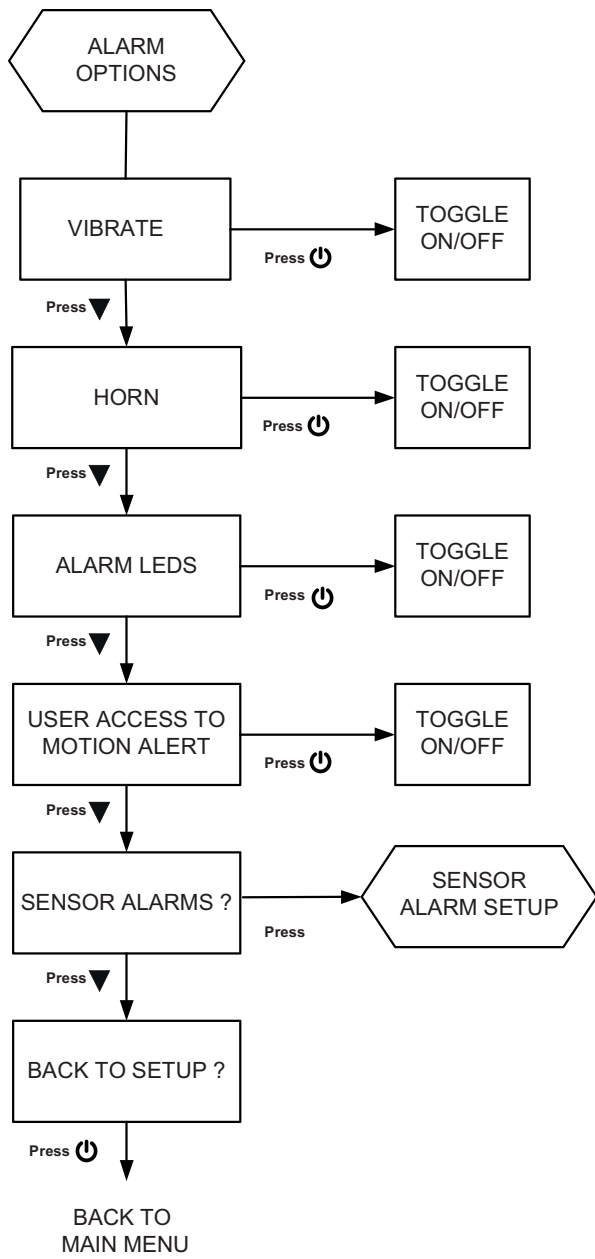 ALARM
OPTIONS
VIBRATE
Press
TOGGLE
ON/OFF
Press
HORN
Press
TOGGLE
ON/OFF
Press
ALARM LEDS
Press
TOGGLE
ON/OFF
Press
USER ACCESS TO
MOTION ALERT
Press
TOGGLE
ON/OFF
Press
SENSOR ALARMS ?
Press
SENSOR
ALARM SETUP
Press
BACK TO SETUP ?
Press
BACK TO
MAIN MENU